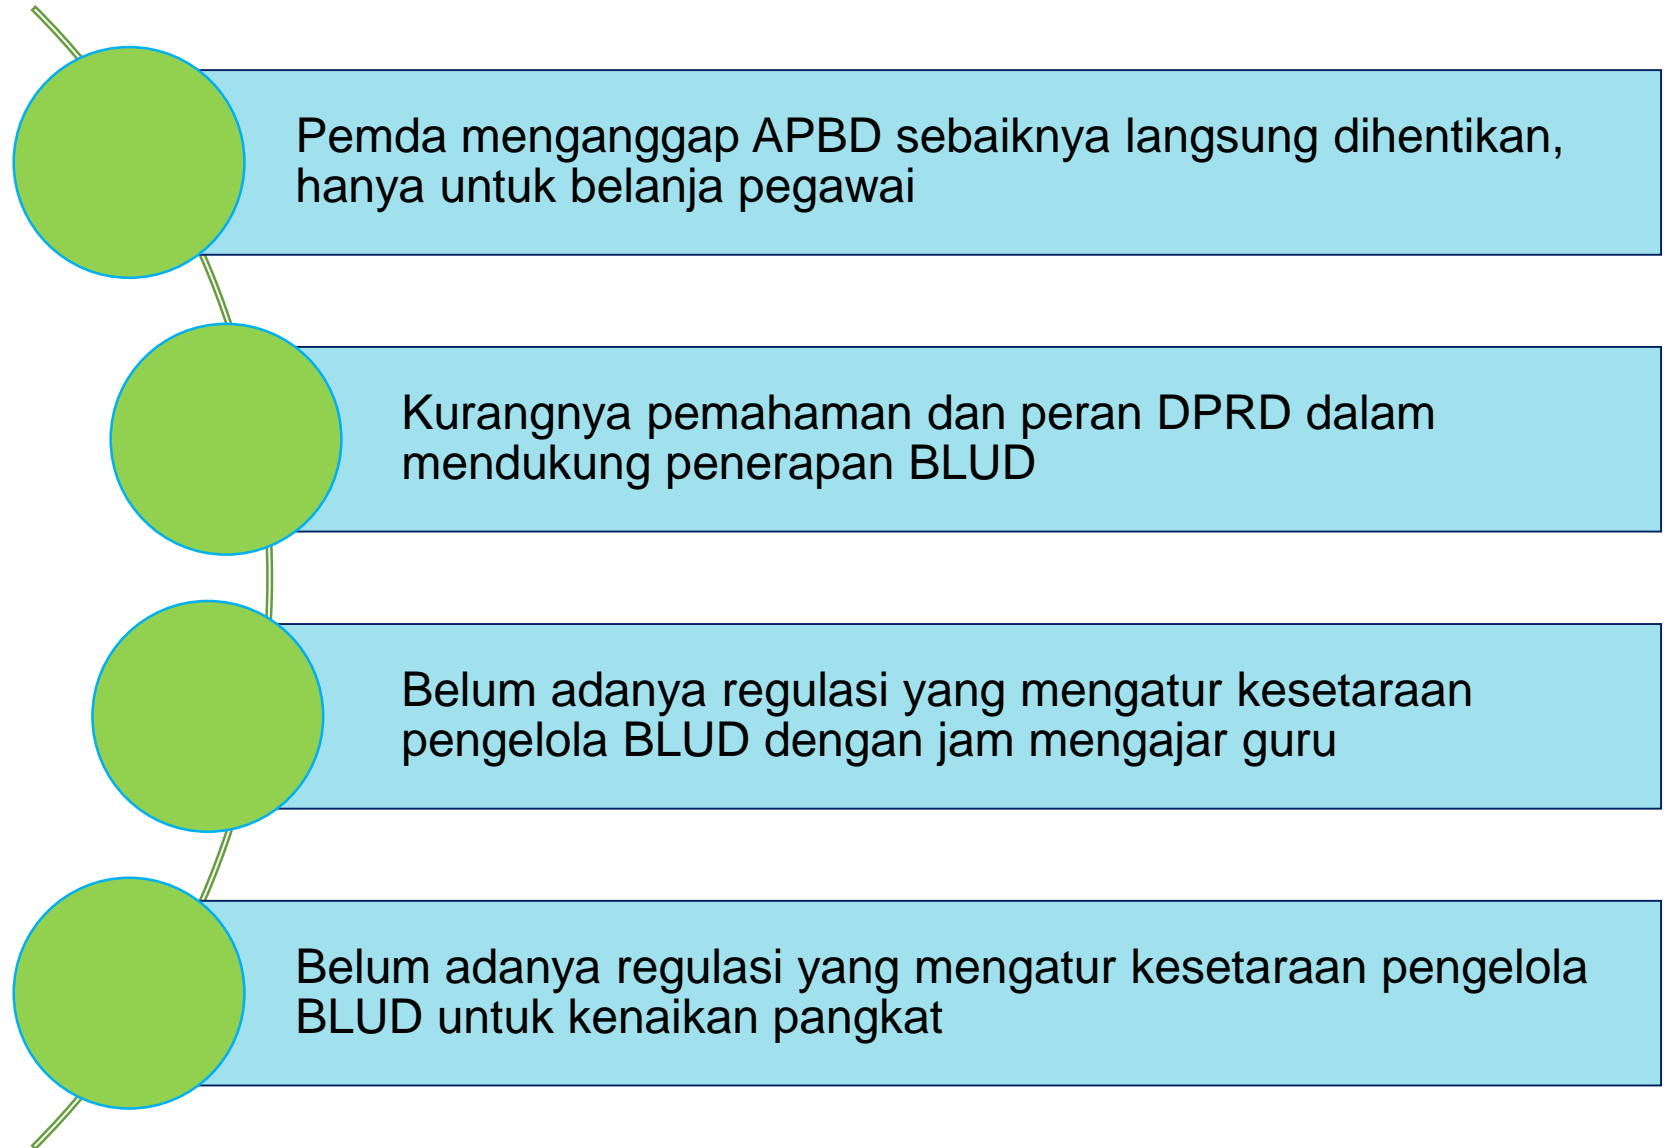 Pemda menganggap APBD sebaiknya langsung dihentikan,
hanya untuk belanja pegawai
Kurangnya pemahaman dan peran DPRD dalam
mendukung penerapan BLUD
Belum adanya regulasi yang mengatur kesetaraan
pengelola BLUD dengan jam mengajar guru
Belum adanya regulasi yang mengatur kesetaraan pengelola
BLUD untuk kenaikan pangkat